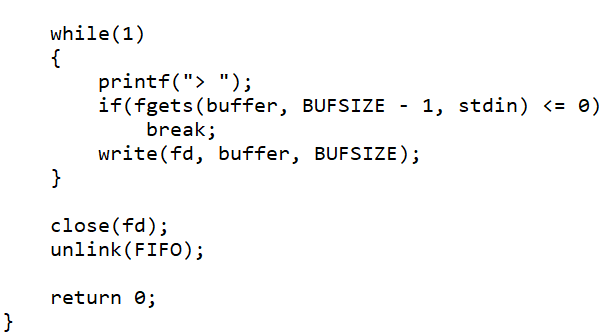 while(1)
{
printf("> ");
if(fgets(buffer, BUFSIZE - 1, stdin) <= 0)
break;
write(fd, buffer, BUFSIZE);
}
close(fd);
unlink(FIFO);
return 0;
}